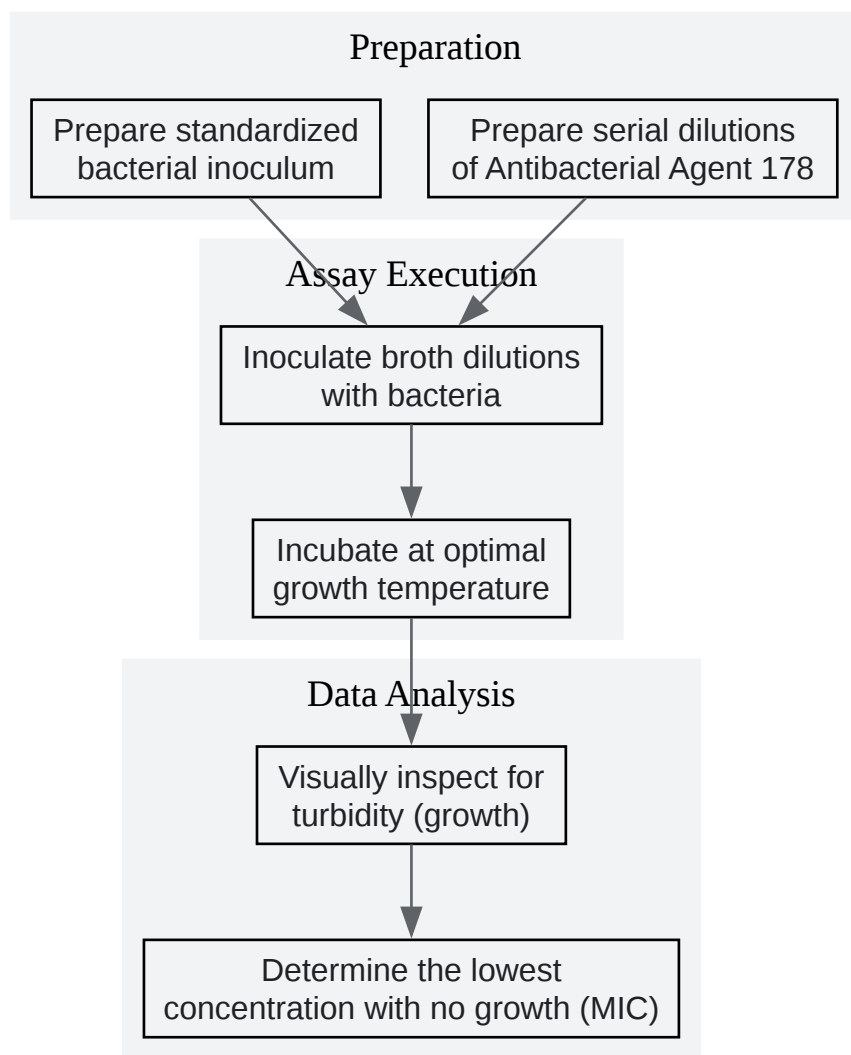 Preparation
Prepare standardized
bacterial inoculum
Prepare serial dilutions
of Antibacterial Agent 178
Assay Execution
Inoculate broth dilutions
with bacteria
Incubate at optimal
growth temperature
Data Analysis
Visually inspect for
turbidity (growth)
Determine the lowest
concentration with no growth (MIC)